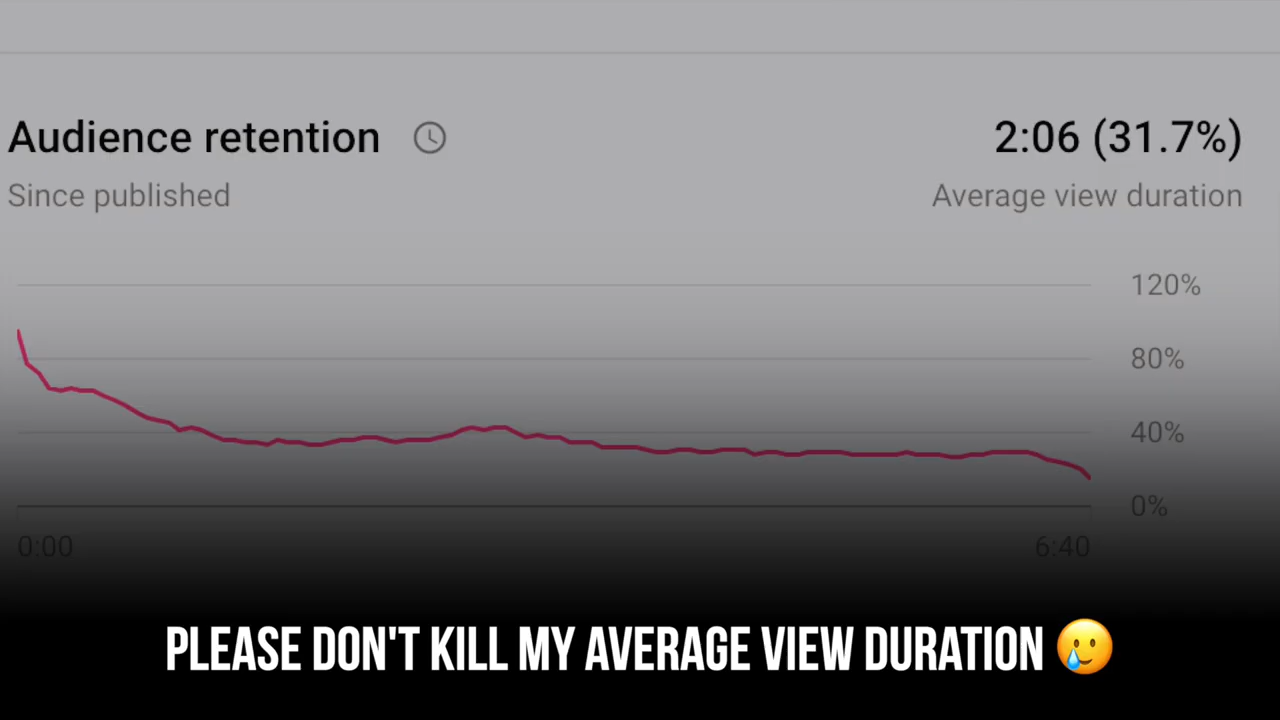 Audience retention
2:06 (31.7%)
Since published
Average view duration
120%
80%
40%
0%
0:00
6:40
PLEASE DON'T KILL MY AVERAGE VIEW DURATION 🥲